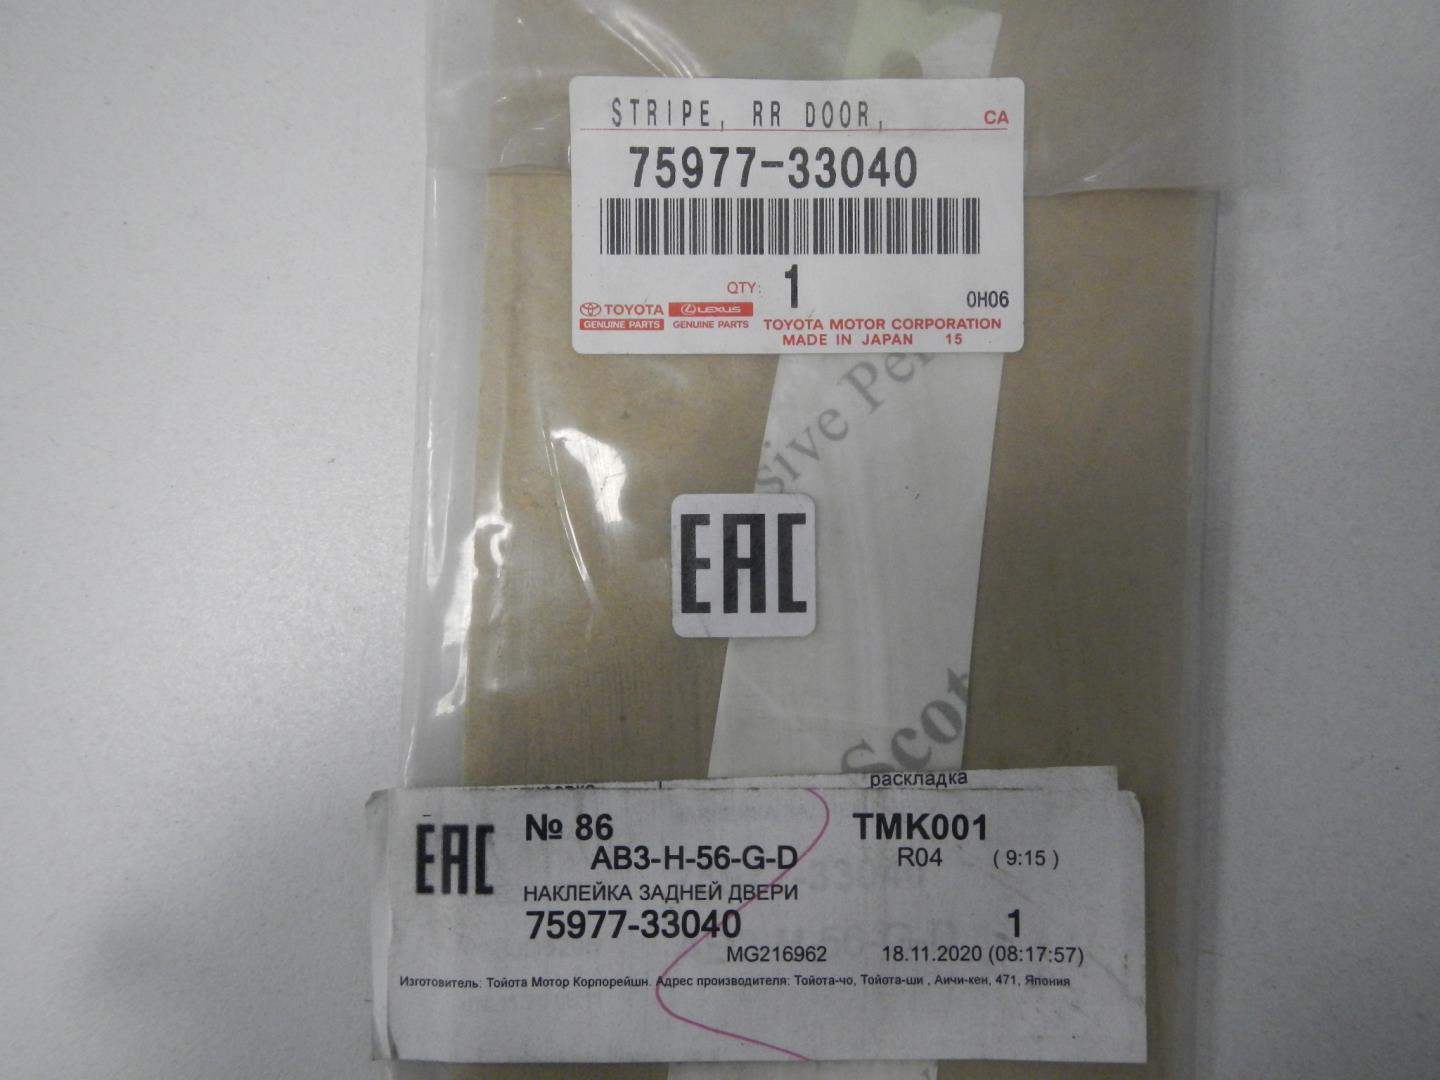 STRIPE, RR DOOR,
CA
75977-33040
QTY: 1
0H06
TOYOTA
LEXUS
GENUINE PARTS
GENUINE PARTS
TOYOTA MOTOR CORPORATION
MADE IN JAPAN 15
EAC
раскладка
EAC
№ 86
TMK001
AB3-H-56-G-D
R04 ( 9:15 )
НАКЛЕЙКА ЗАДНЕЙ ДВЕРИ
75977-33040
1
MG216962
18.11.2020 (08:17:57)
Изготовитель: Тойота Мотор Корпорейшн. Адрес производителя: Тойота-чо, Тойота-ши , Аичи-кен, 471, Япония